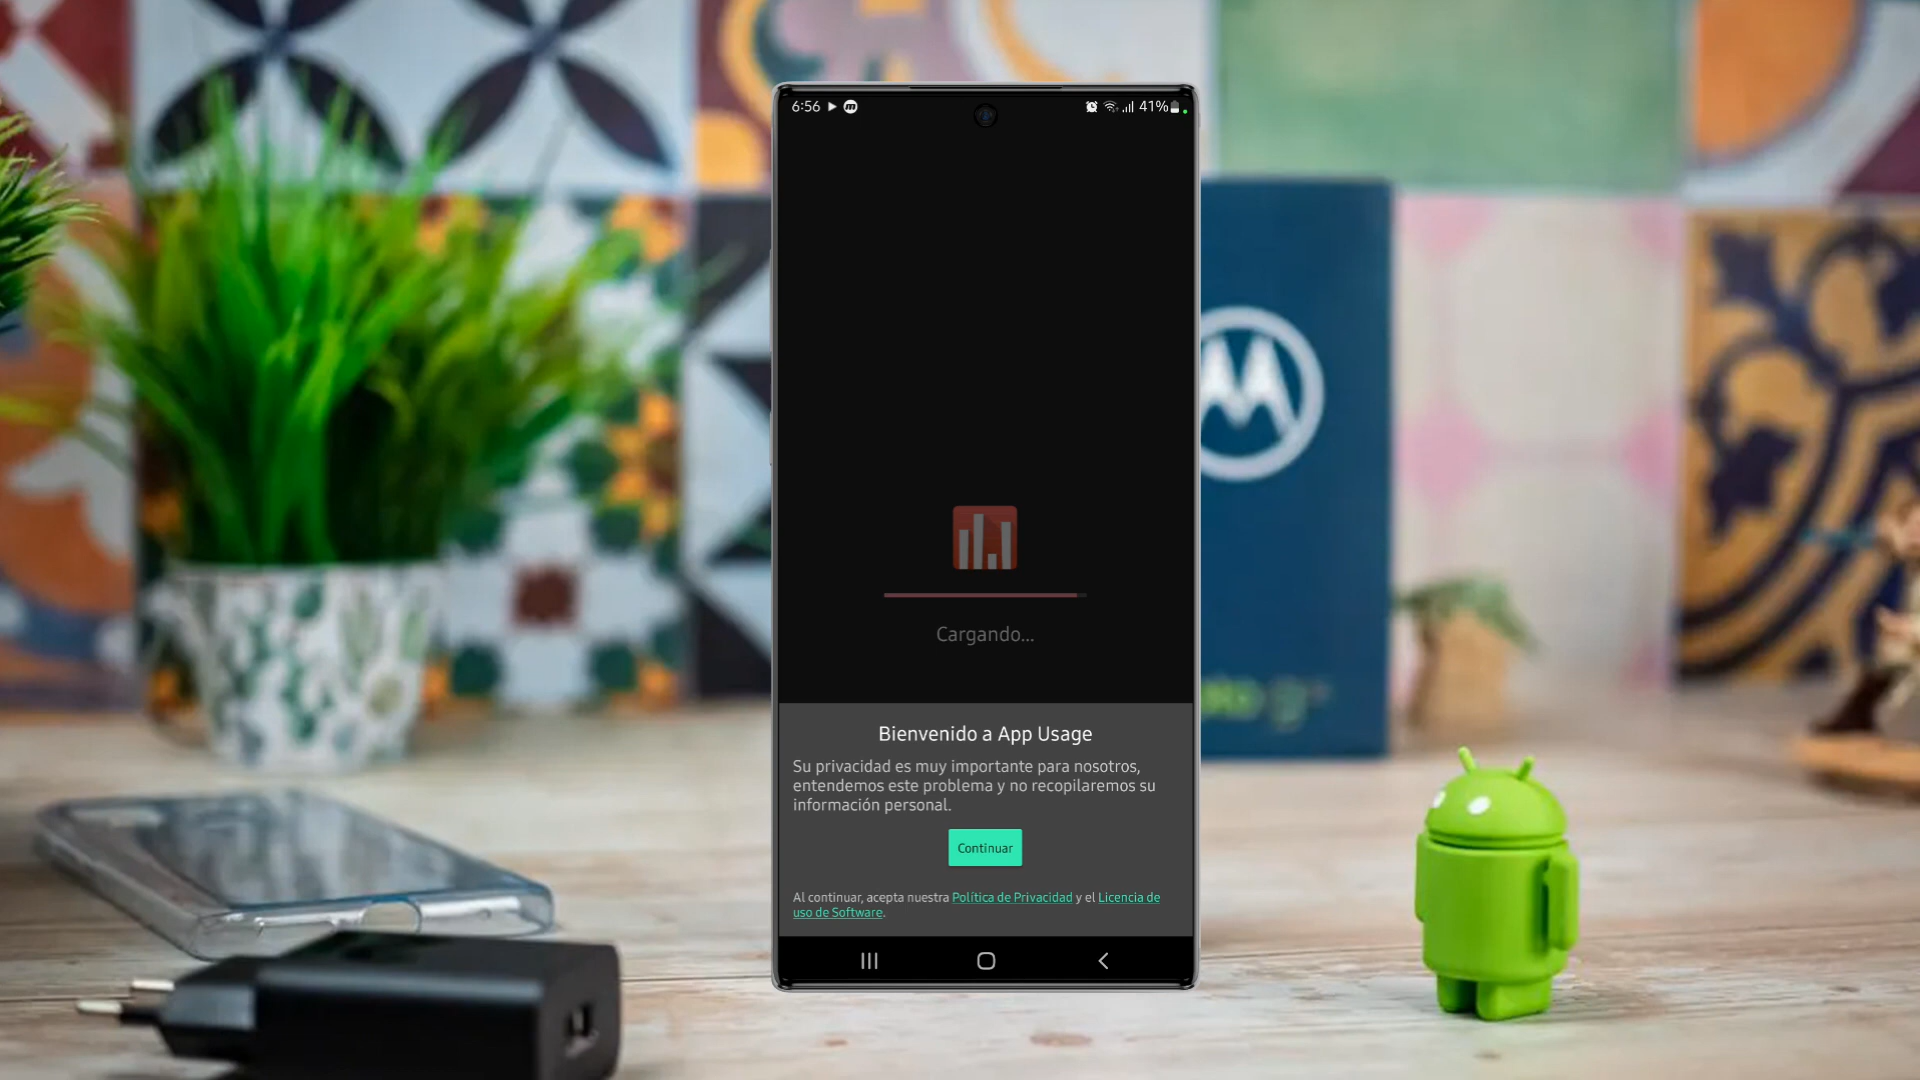 6:56
41%
Cargando...
Bienvenido a App Usage
Su privacidad es muy importante para nosotros,
entendemos este problema y no recopilaremos su
información personal.
Continuar
Al continuar, acepta nuestra Política de Privacidad y el Licencia de
uso de Software.